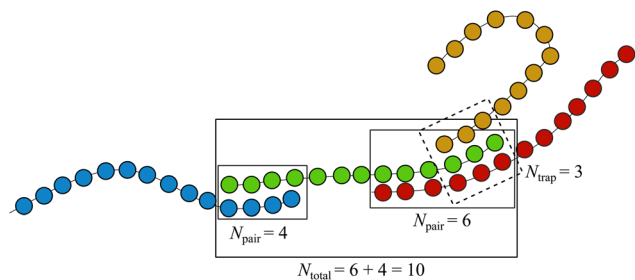 N_trap = 3
N_pair = 4
N_pair = 6
N_total = 6 + 4 = 10